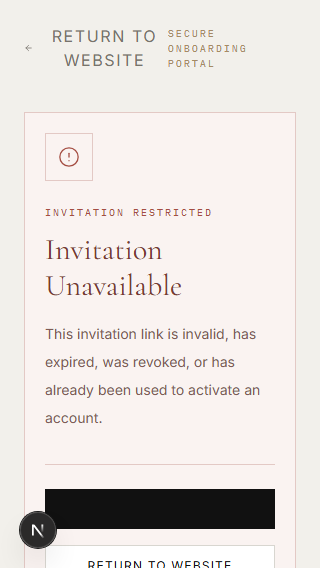 RETURN TO
WEBSITE
SECURE
ONBOARDING
PORTAL
INVITATION RESTRICTED
Invitation
Unavailable
This invitation link is invalid, has
expired, was revoked, or has
already been used to activate an
account.
N
RETURN TO WEBSITE